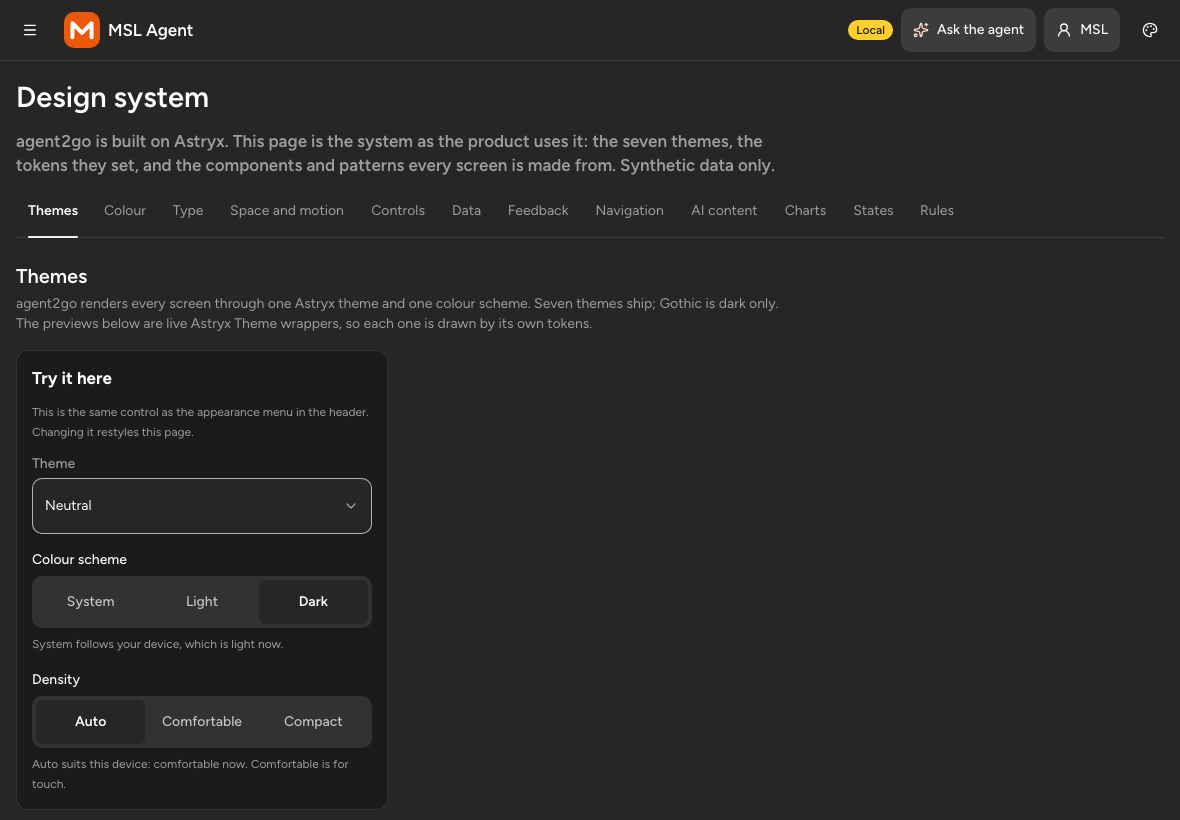 MSL Agent
Local
Ask the agent
MSL
Design system
agent2go is built on Astryx. This page is the system as the product uses it: the seven themes, the
tokens they set, and the components and patterns every screen is made from. Synthetic data only.
Themes Colour Type Space and motion Controls Data Feedback Navigation AI content Charts States Rules
Themes
agent2go renders every screen through one Astryx theme and one colour scheme. Seven themes ship; Gothic is dark only.
The previews below are live Astryx Theme wrappers, so each one is drawn by its own tokens.
Try it here
This is the same control as the appearance menu in the header.
Changing it restyles this page.
Theme
Neutral
Colour scheme
System Light Dark
System follows your device, which is light now.
Density
Auto Comfortable Compact
Auto suits this device: comfortable now. Comfortable is for
touch.